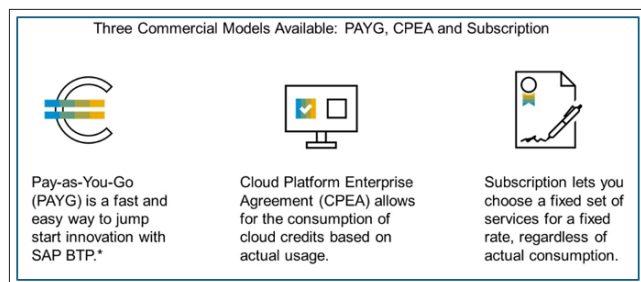 Three Commercial Models Available: PAYG, CPEA and Subscription
Pay-as-You-Go
(PAYG) is a fast and
easy way to jump
start innovation with
SAP BTP.*
Cloud Platform Enterprise
Agreement (CPEA) allows
for the consumption of
cloud credits based on
actual usage.
Subscription lets you
choose a fixed set of
services for a fixed
rate, regardless of
actual consumption.